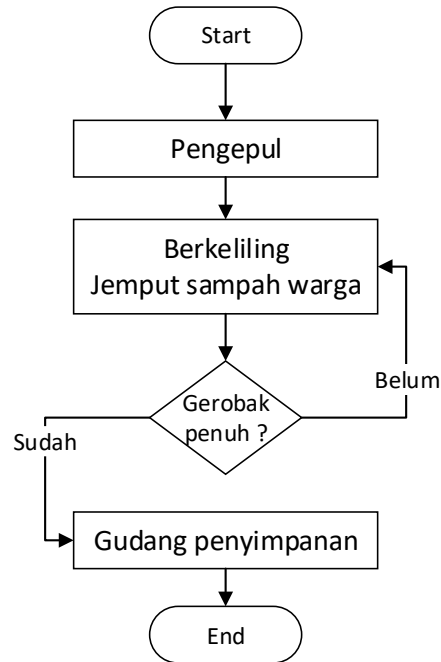 Start
Pengepul
Berkeliling
Jemput sampah warga
Belum
Gerobak
penuh ?
Sudah
Gudang penyimpanan
End